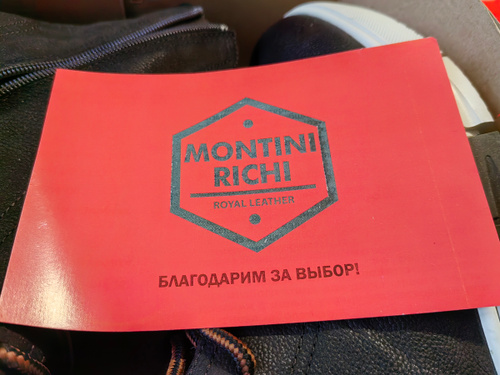 MONTINI
RICHI
ROYAL LEATHER
БЛАГОДАРИМ ЗА ВЫБОР!